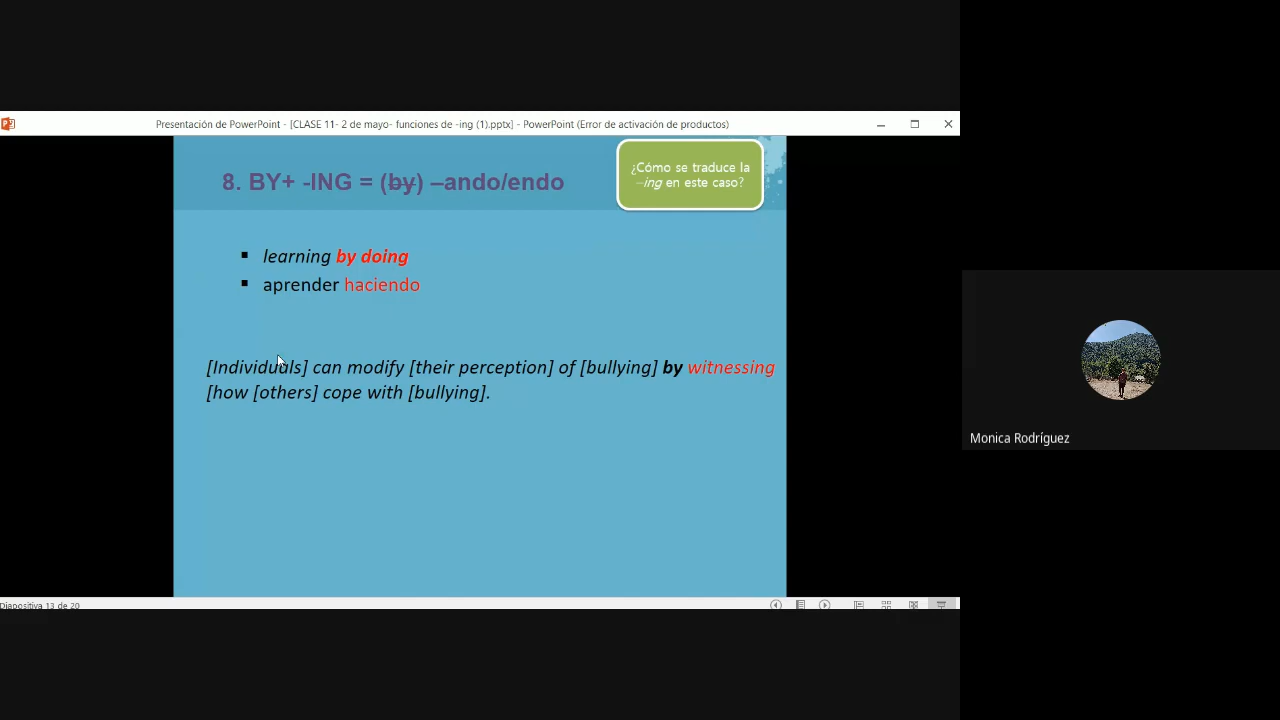 Presentación de PowerPoint - [CLASE 11- 2 de mayo- funciones de -ing (1).pptx] - PowerPoint (Error de activación de productos)
8. BY+ -ING = (by) –ando/endo
¿Cómo se traduce la
–ing en este caso?
learning by doing
aprender haciendo
[Individuals] can modify [their perception] of [bullying] by witnessing
[how [others] cope with [bullying].
Monica Rodríguez
Diapositiva 13 de 20